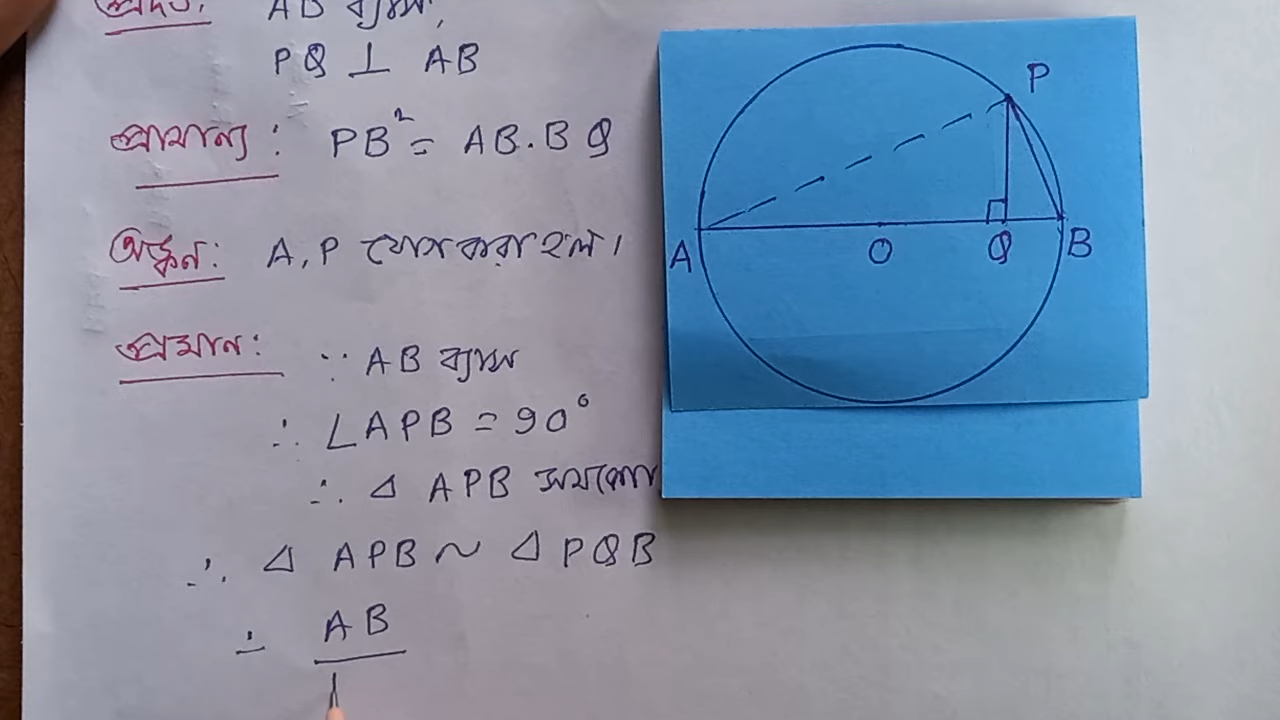 প্রদত্ত: AB ব্যাস,
PQ ⊥ AB
প্রামান্য: PB² = AB.BQ
অঙ্কন: A, P যোগ করা হল।
প্রমান: ∵ AB ব্যাস
∴ ∠APB = 90°
∴ △ APB সমকোণ
∴ △ APB ~ △ PQB
∴ AB
P
A
O
Q
B